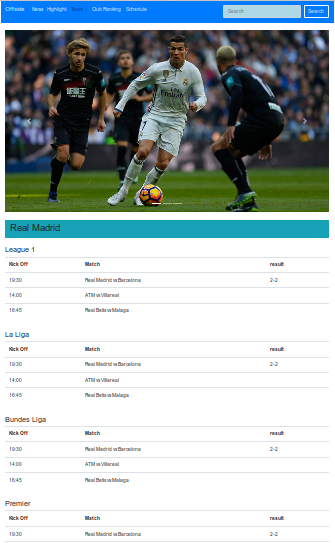 Offside News Highlight Team Club Ranking Schedule Search Search
Real Madrid
League 1
Kick Off Match result
19:30 Real Madrid vs Barcelona 2-2
14:00 ATM vs Villareal
16:45 Real Betis vs Malaga
La Liga
Kick Off Match result
19:30 Real Madrid vs Barcelona 2-2
14:00 ATM vs Villareal
16:45 Real Betis vs Malaga
Bundes Liga
Kick Off Match result
19:30 Real Madrid vs Barcelona 2-2
14:00 ATM vs Villareal
16:45 Real Betis vs Malaga
Premier
Kick Off Match result
19:30 Real Madrid vs Barcelona 2-2